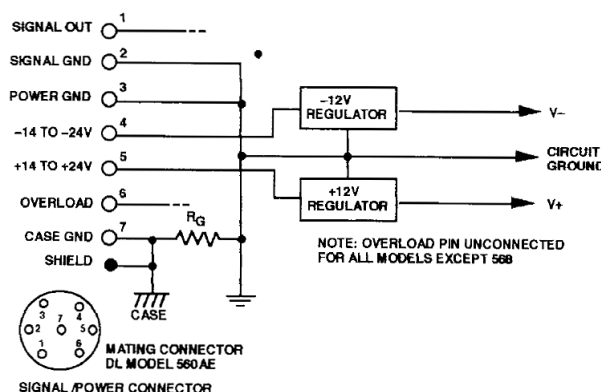 SIGNAL OUT 1
SIGNAL GND 2
POWER GND 3
-14 TO -24V 4
+14 TO +24V 5
OVERLOAD 6
CASE GND 7
SHIELD
RG
CASE
-12V
REGULATOR
+12V
REGULATOR
V-
CIRCUIT
GROUND
V+
NOTE: OVERLOAD PIN UNCONNECTED
FOR ALL MODELS EXCEPT 568
3 7 4
2 5
1 6
MATING CONNECTOR
DL MODEL 560AE
SIGNAL /POWER CONNECTOR